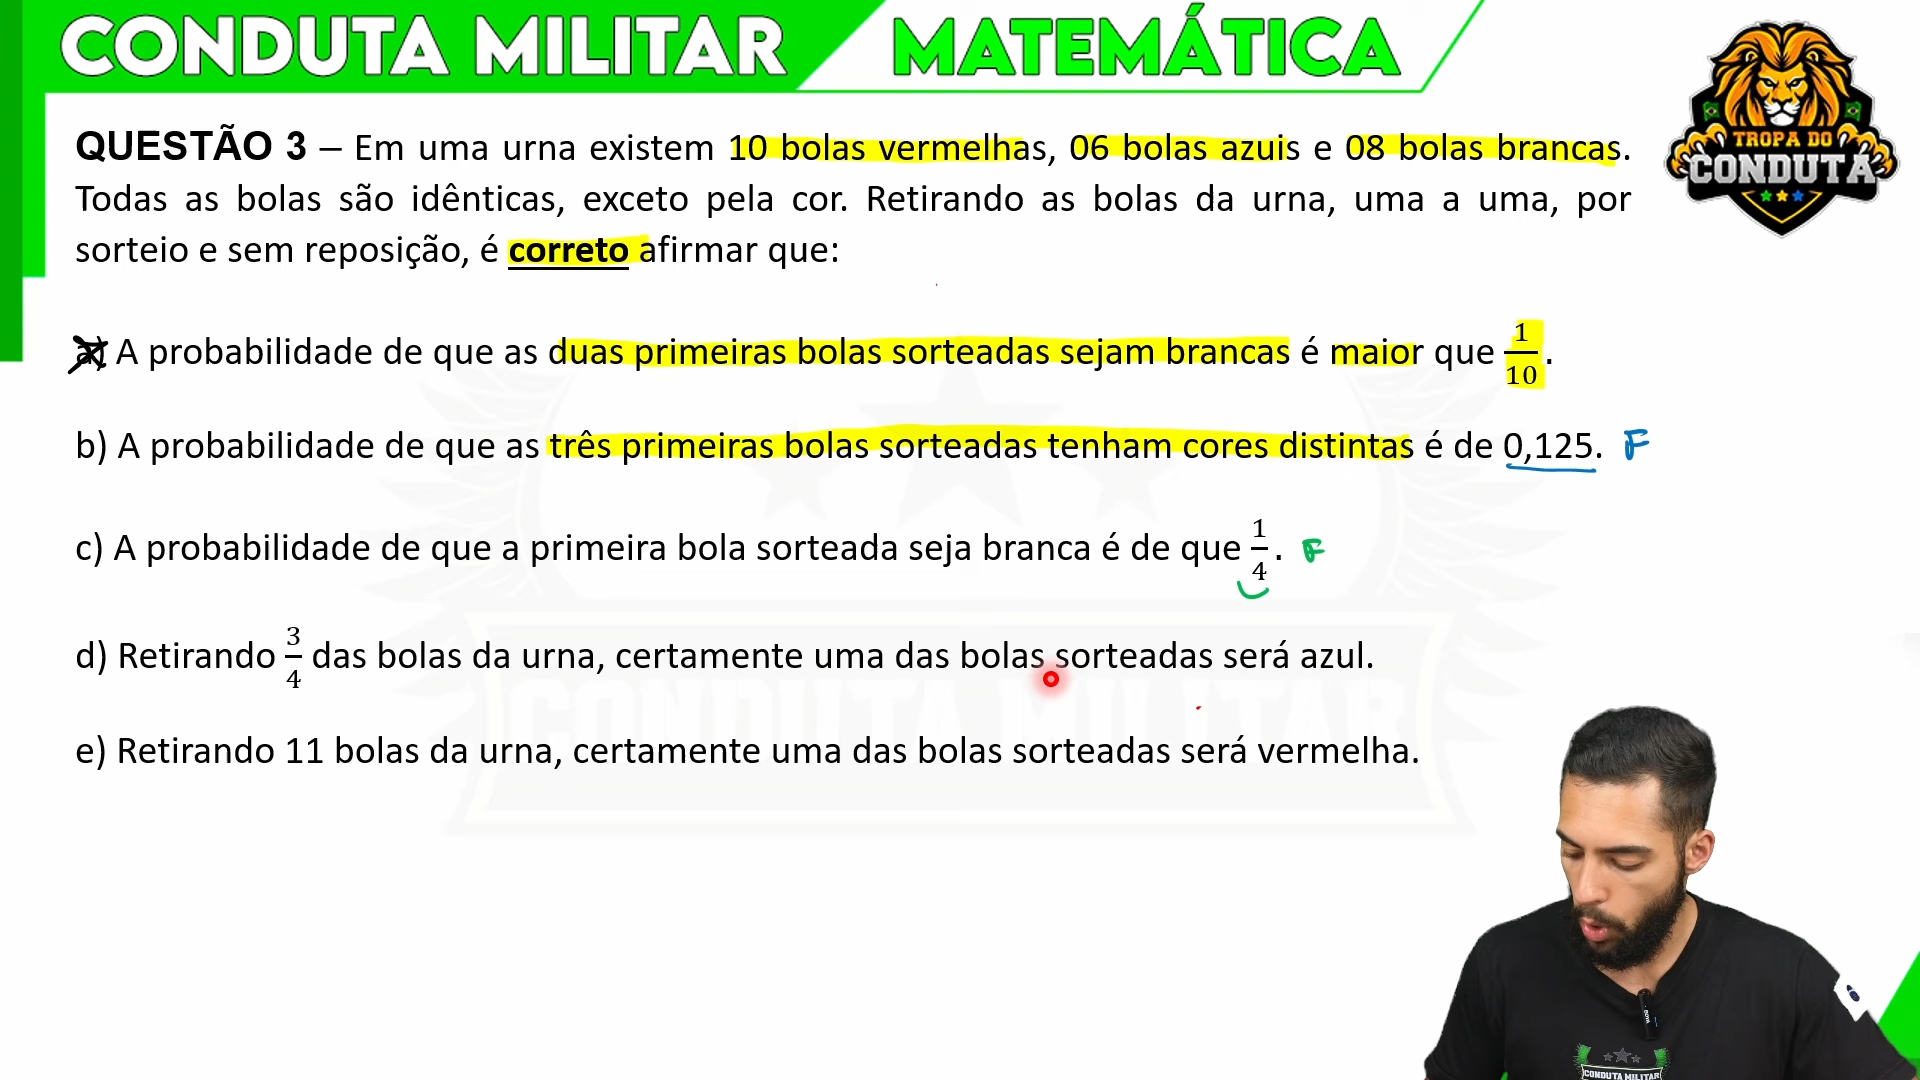 CONDUTA MILITAR MATEMÁTICA
TROPA DO
CONDUTA
QUESTÃO 3 – Em uma urna existem 10 bolas vermelhas, 06 bolas azuis e 08 bolas brancas.
Todas as bolas são idênticas, exceto pela cor. Retirando as bolas da urna, uma a uma, por
sorteio e sem reposição, é correto afirmar que:
a) A probabilidade de que as duas primeiras bolas sorteadas sejam brancas é maior que 1/10.
b) A probabilidade de que as três primeiras bolas sorteadas tenham cores distintas é de 0,125. F
c) A probabilidade de que a primeira bola sorteada seja branca é de que 1/4. F
d) Retirando 3/4 das bolas da urna, certamente uma das bolas sorteadas será azul.
CONDUTA MILITAR
e) Retirando 11 bolas da urna, certamente uma das bolas sorteadas será vermelha.
CONDUTA MILITAR